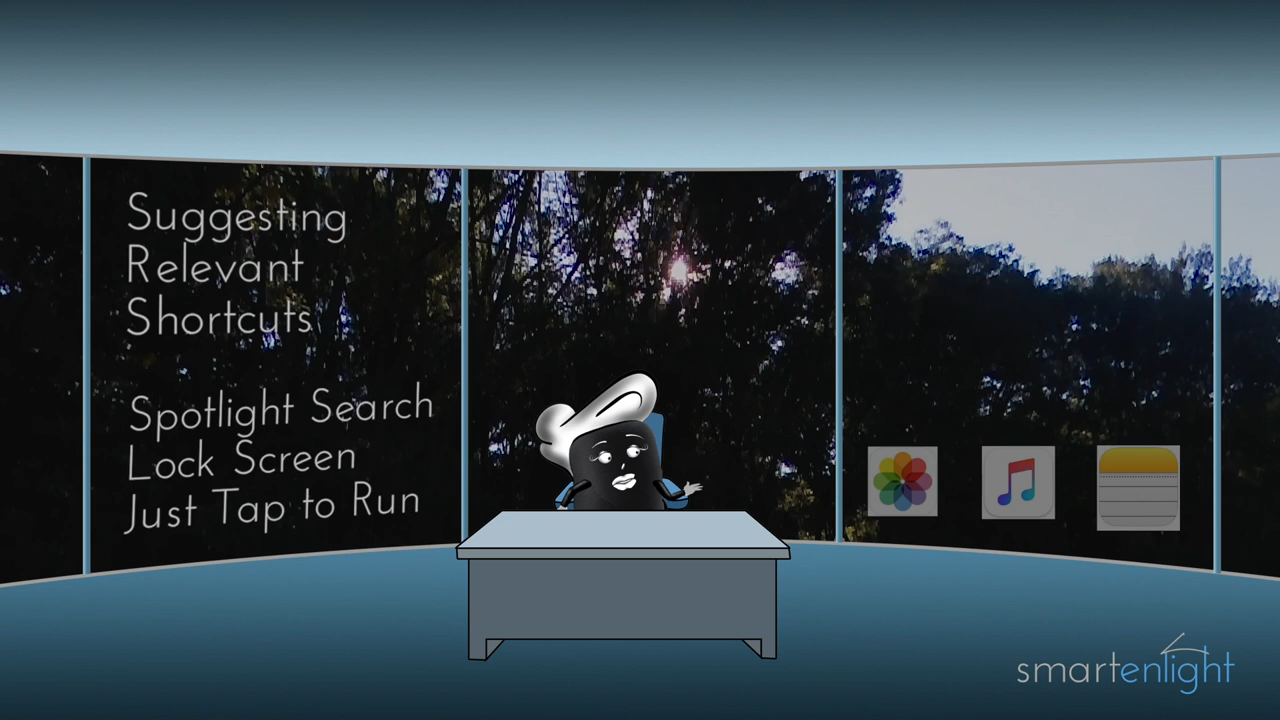 Suggesting
Relevant
Shortcuts
Spotlight Search
Lock Screen
Just Tap to Run
smartenlight